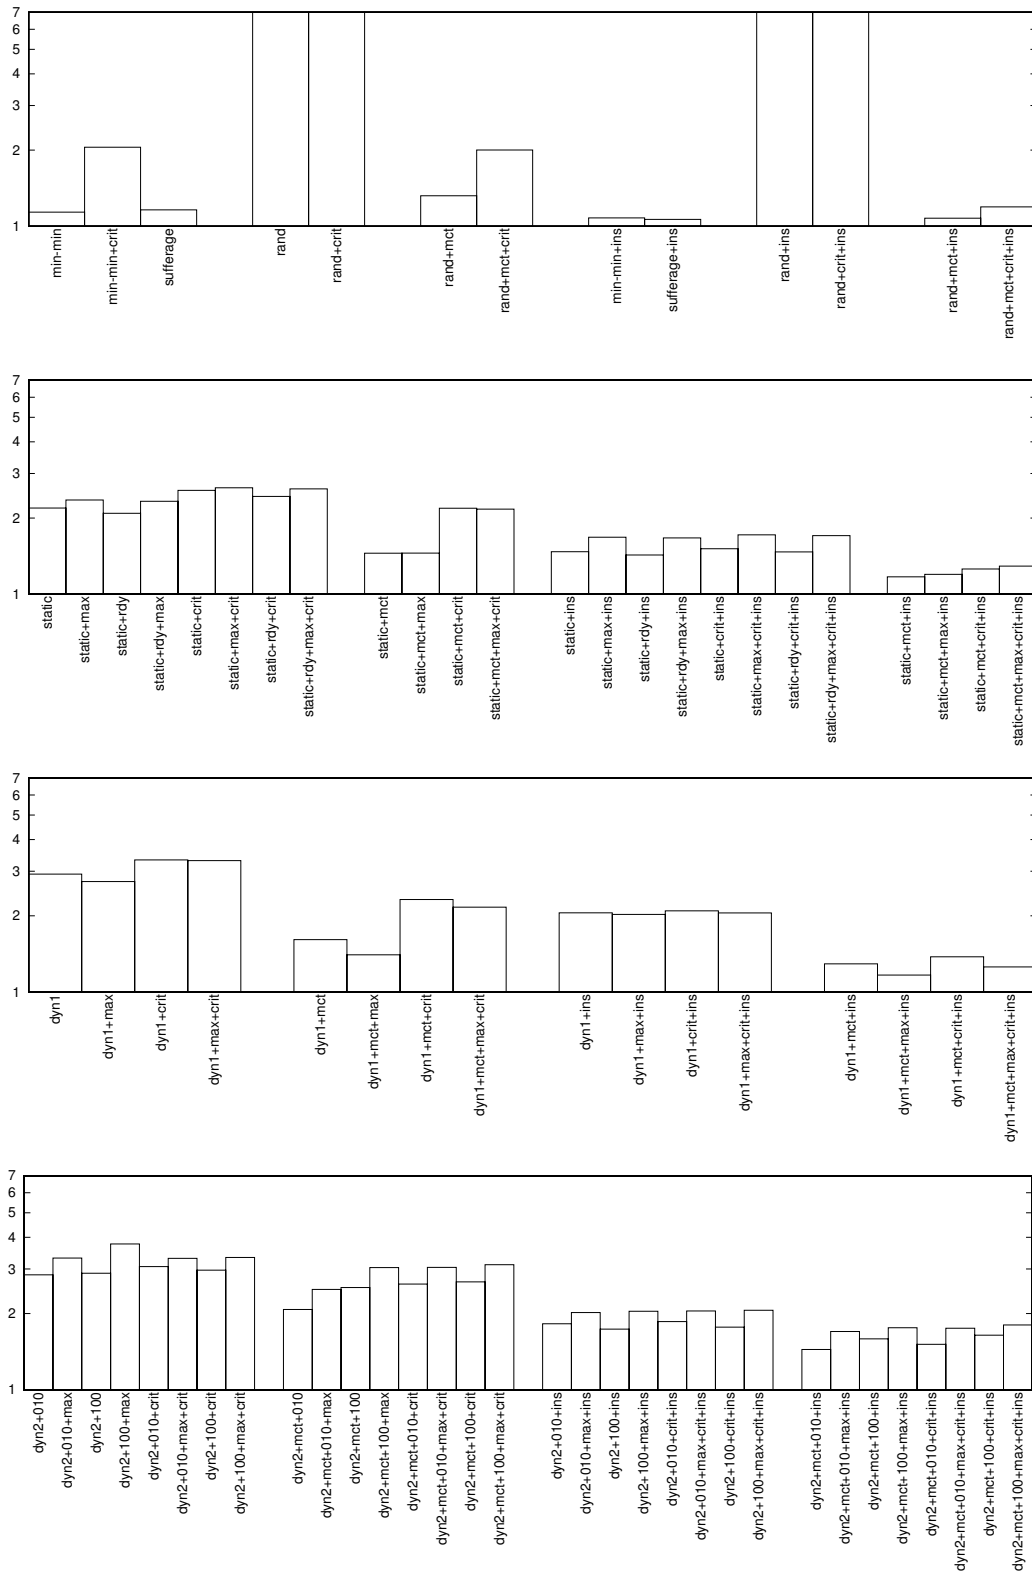 7
6
5
4
3
2
1
min-min
min-min+crit
sufferage
rand
rand+crit
rand+mct
rand+mct+crit
min-min+ins
sufferage+ins
rand+ins
rand+crit+ins
rand+mct+ins
rand+mct+crit+ins
7
6
5
4
3
2
1
static
static+max
static+rdy
static+rdy+max
static+crit
static+max+crit
static+rdy+crit
static+rdy+max+crit
static+mct
static+mct+max
static+mct+crit
static+mct+max+crit
static+ins
static+max+ins
static+rdy+ins
static+rdy+max+ins
static+crit+ins
static+max+crit+ins
static+rdy+crit+ins
static+rdy+max+crit+ins
static+mct+ins
static+mct+max+ins
static+mct+crit+ins
static+mct+max+crit+ins
7
6
5
4
3
2
1
dyn1
dyn1+max
dyn1+crit
dyn1+max+crit
dyn1+mct
dyn1+mct+max
dyn1+mct+crit
dyn1+mct+max+crit
dyn1+ins
dyn1+max+ins
dyn1+crit+ins
dyn1+max+crit+ins
dyn1+mct+ins
dyn1+mct+max+ins
dyn1+mct+crit+ins
dyn1+mct+max+crit+ins
7
6
5
4
3
2
1
dyn2+010
dyn2+010+max
dyn2+100
dyn2+100+max
dyn2+010+crit
dyn2+010+max+crit
dyn2+100+crit
dyn2+100+max+crit
dyn2+mct+010
dyn2+mct+010+max
dyn2+mct+100
dyn2+mct+100+max
dyn2+mct+010+crit
dyn2+mct+010+max+crit
dyn2+mct+100+crit
dyn2+mct+100+max+crit
dyn2+010+ins
dyn2+010+max+ins
dyn2+100+ins
dyn2+100+max+ins
dyn2+010+crit+ins
dyn2+010+max+crit+ins
dyn2+100+crit+ins
dyn2+100+max+crit+ins
dyn2+mct+010+ins
dyn2+mct+010+max+ins
dyn2+mct+100+ins
dyn2+mct+100+max+ins
dyn2+mct+010+crit+ins
dyn2+mct+010+max+crit+ins
dyn2+mct+100+crit+ins
dyn2+mct+100+max+crit+ins